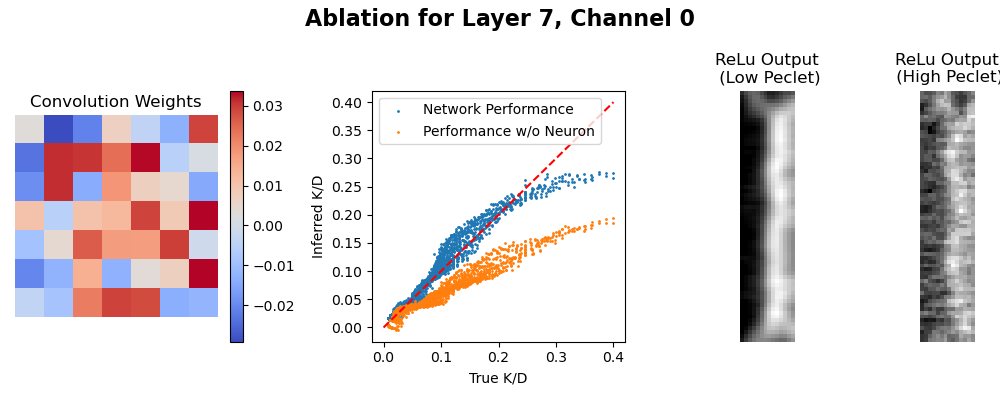 Ablation for Layer 7, Channel 0
Convolution Weights
0.03
0.02
0.01
0.00
−0.01
−0.02
Network Performance
Performance w/o Neuron
0.40
0.35
0.30
0.25
0.20
0.15
0.10
0.05
0.00
Inferred K/D
0.0 0.1 0.2 0.3 0.4
True K/D
ReLu Output
(Low Peclet)
ReLu Output
(High Peclet)